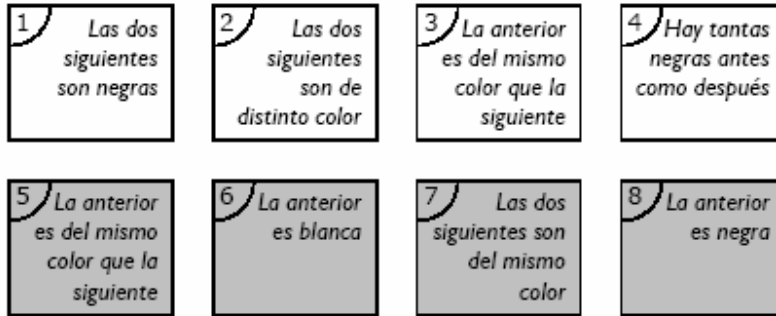 1 Las dos
siguientes
son negras
2 Las dos
siguientes
son de
distinto color
3 La anterior
es del mismo
color que la
siguiente
4 Hay tantas
negras antes
como después
5 La anterior
es del mismo
color que la
siguiente
6 La anterior
es blanca
7 Las dos
siguientes son
del mismo
color
8 La anterior
es negra